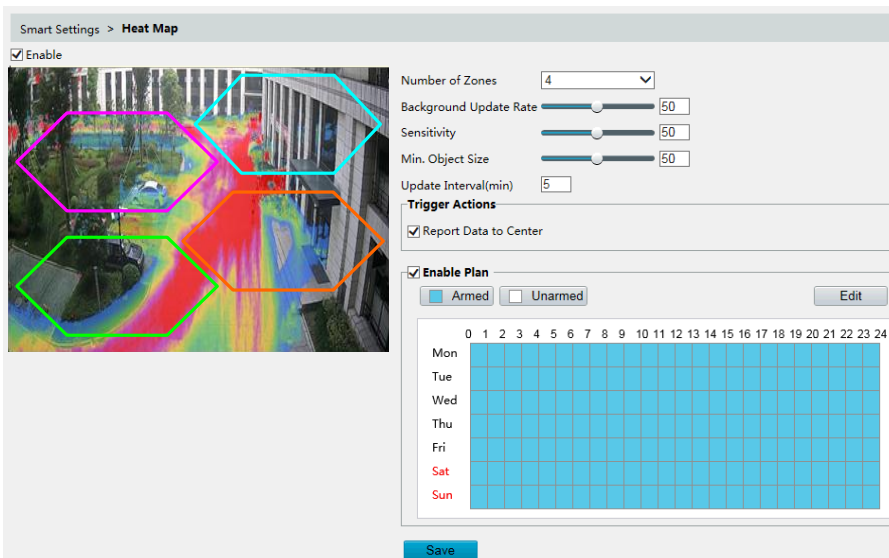 Smart Settings > Heat Map
Enable
Number of Zones 4
Background Update Rate 50
Sensitivity 50
Min. Object Size 50
Update Interval(min) 5
Trigger Actions
Report Data to Center
Enable Plan
Armed Unarmed Edit
0 1 2 3 4 5 6 7 8 9 10 11 12 13 14 15 16 17 18 19 20 21 22 23 24
Mon
Tue
Wed
Thu
Fri
Sat
Sun
Save